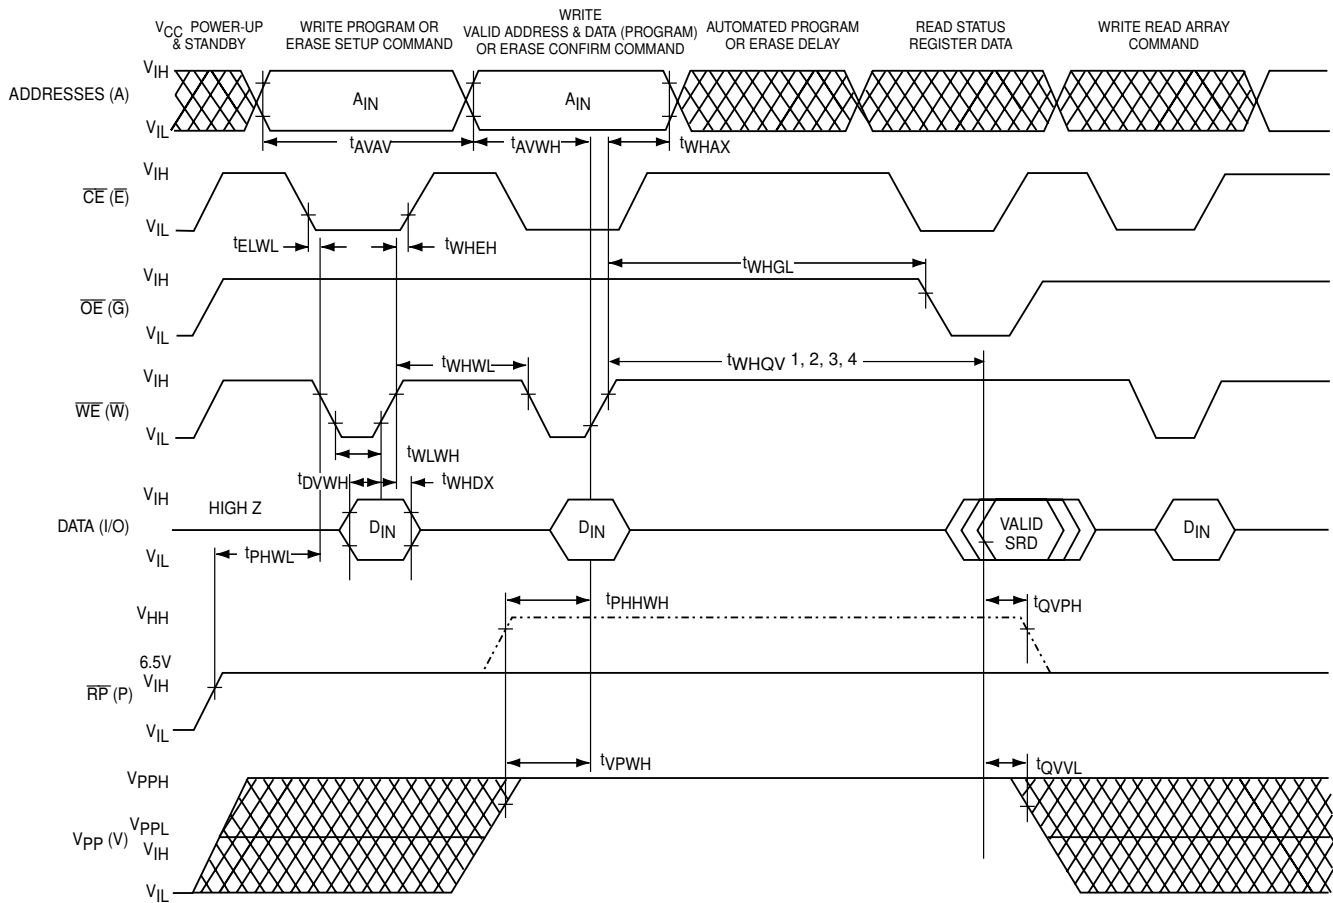 VCC POWER-UP
& STANDBY
WRITE PROGRAM OR
ERASE SETUP COMMAND
WRITE
VALID ADDRESS & DATA (PROGRAM)
OR ERASE CONFIRM COMMAND
AUTOMATED PROGRAM
OR ERASE DELAY
READ STATUS
REGISTER DATA
WRITE READ ARRAY
COMMAND
VIH
ADDRESSES (A)
AIN
AIN
VIL
tAVAV
tAVWH
tWHAX
VIH
C̅E̅ (E̅)
VIL
tELWL
tWHEH
tWHGL
VIH
O̅E̅ (G̅)
VIL
tWHWL
tWHQV 1, 2, 3, 4
VIH
W̅E̅ (W̅)
VIL
tWLWH
tDVWH
tWHDX
VIH
HIGH Z
DATA (I/O)
DIN
DIN
VALID
SRD
DIN
VIL
tPHWL
tPHHWH
tQVPH
VHH
6.5V
VIH
R̅P̅ (P)
VIL
tVPWH
tQVVL
VPPH
VPPL
VPP (V)
VIH
VIL